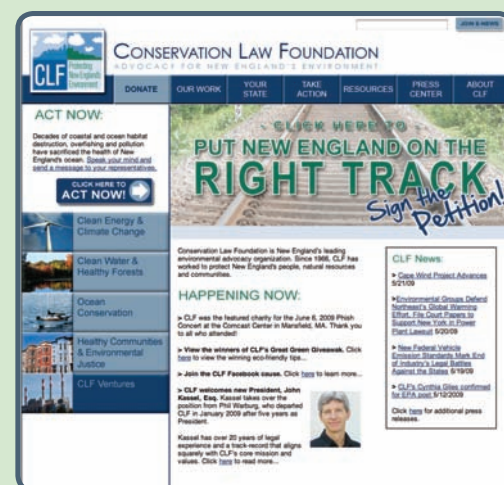 JOIN E-NEWS
Protecting
New England's
Environment
CLF
CONSERVATION LAW FOUNDATION
ADVOCACY FOR NEW ENGLAND'S ENVIRONMENT
DONATE
OUR WORK
YOUR
STATE
TAKE
ACTION
RESOURCES
PRESS
CENTER
ABOUT
CLF
ACT NOW:
Decades of coastal and ocean habitat
destruction, overfishing and pollution
have sacrificed the health of New
England's ocean. Speak your mind and
send a message to your representatives.
CLICK HERE TO
ACT NOW!
Clean Energy &
Climate Change
Clean Water &
Healthy Forests
Ocean
Conservation
Healthy Communities
& Environmental
Justice
CLF Ventures
CLICK HERE TO
PUT NEW ENGLAND ON THE
RIGHT TRACK
Sign the
Petition!
Conservation Law Foundation is New England's leading
environmental advocacy organization. Since 1966, CLF has
worked to protect New England's people, natural resources
and communities.
HAPPENING NOW:
> CLF was the featured charity for the June 6, 2009 Phish
Concert at the Comcast Center in Mansfield, MA. Thank you
to all who attended!
> View the winners of CLF's Great Green Giveawak. Click
here to view the winning eco-friendly tips...
> Join the CLF Facebook cause. Click here to learn more...
> CLF welcomes new President, John
Kassel, Esq. Kassel takes over the
position from Phil Warburg, who departed
CLF in January 2009 after five years as
President.
Kassel has over 20 years of legal
experience and a track-record that aligns
squarely with CLF's core mission and
values. Click here to read more...
CLF News:
> Cape Wind Project Advances
5/21/09
>Environmental Groups Defend
Northeast's Global Warming
Effort, File Court Papers to
Support New York in Power
Plant Lawsuit 5/20/09
> New Federal Vehicle
Emission Standards Mark End
of Industry's Legal Battles
Against the States 5/19/09
> CLF's Cynthia Giles confirmed
for EPA post 5/12/2009
Click here for additional press
releases.